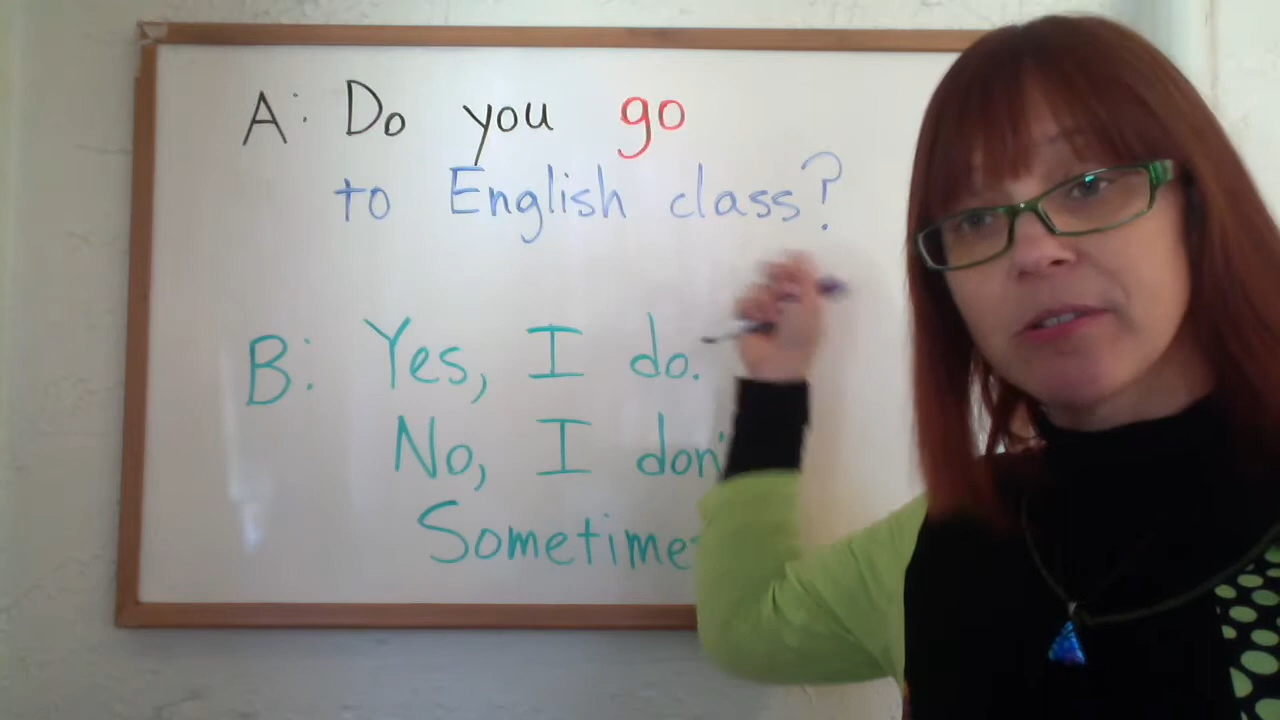 A: Do you go
to English class?
B: Yes, I do.
No, I don'
Sometime